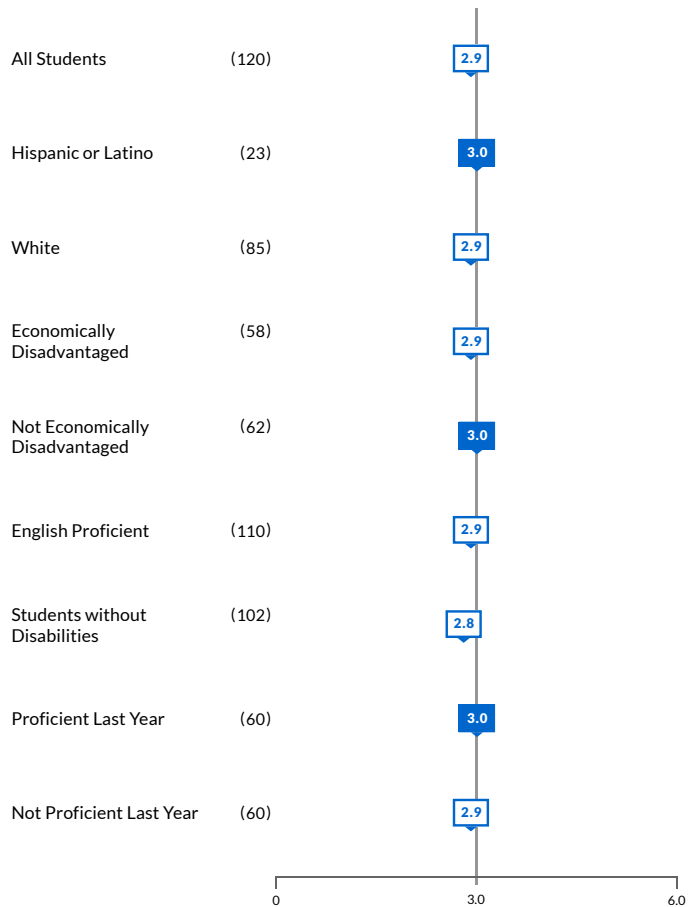 All Students (120) 2.9
Hispanic or Latino (23) 3.0
White (85) 2.9
Economically (58)
Disadvantaged 2.9
Not Economically (62)
Disadvantaged 3.0
English Proficient (110) 2.9
Students without (102)
Disabilities 2.8
Proficient Last Year (60) 3.0
Not Proficient Last Year (60) 2.9
0 3.0 6.0